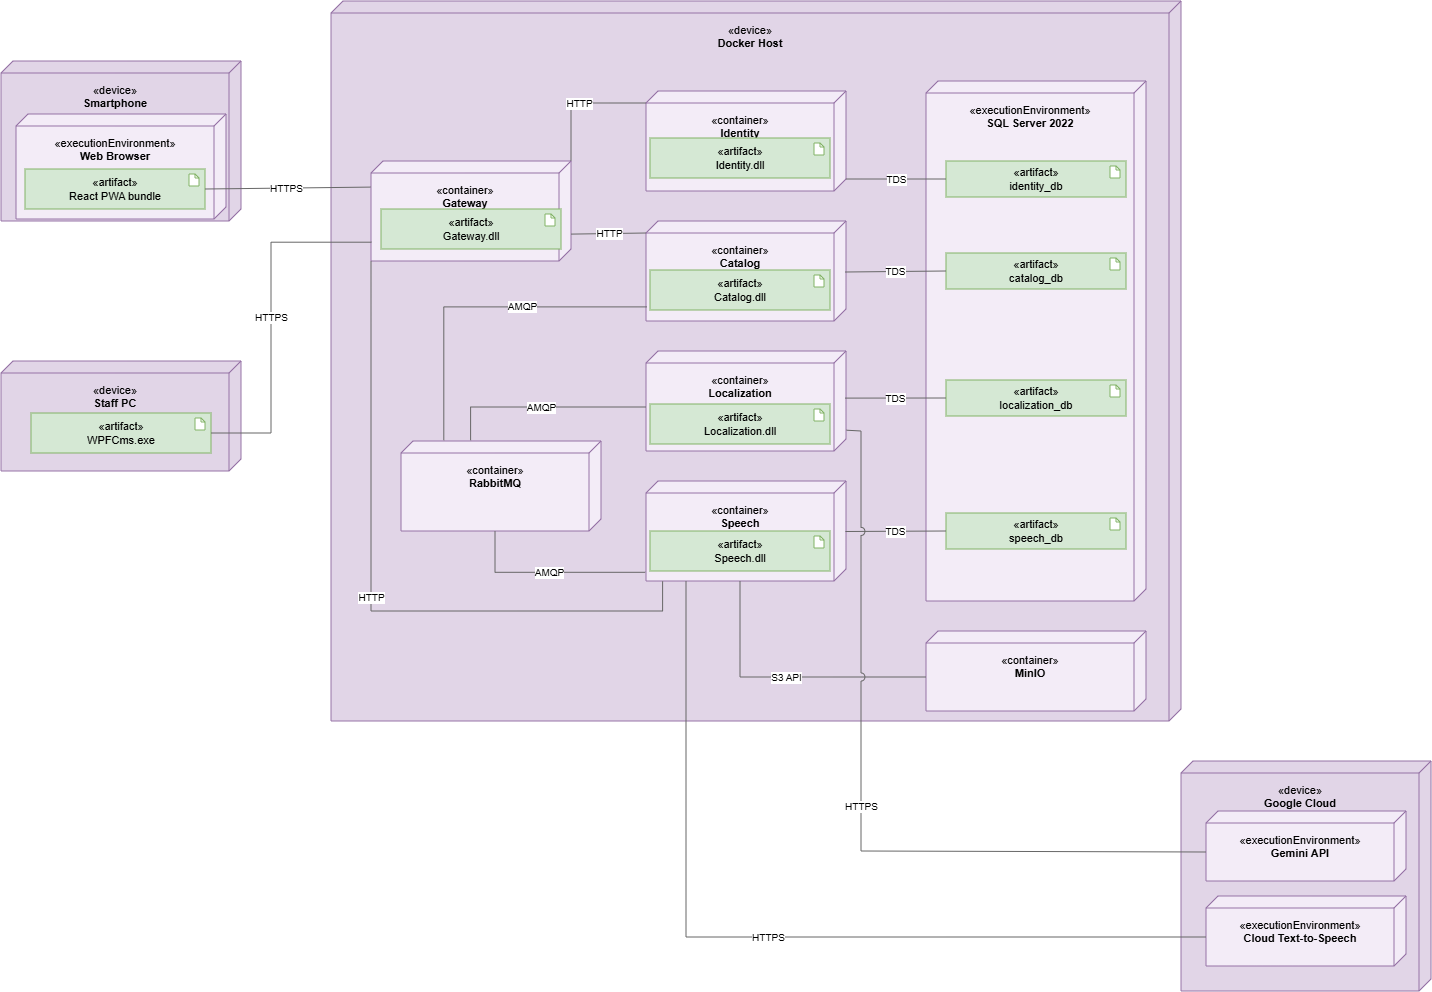 «device»
Docker Host
«device»
Smartphone
«executionEnvironment»
Web Browser
«artifact»
React PWA bundle
HTTPS
«container»
Gateway
«artifact»
Gateway.dll
HTTP
«container»
Identity
«artifact»
Identity.dll
TDS
«executionEnvironment»
SQL Server 2022
«artifact»
identity_db
HTTP
«container»
Catalog
«artifact»
Catalog.dll
TDS
«artifact»
catalog_db
AMQP
HTTPS
«device»
Staff PC
«artifact»
WPFCms.exe
«container»
Localization
«artifact»
Localization.dll
TDS
«artifact»
localization_db
AMQP
«container»
RabbitMQ
«container»
Speech
«artifact»
Speech.dll
TDS
«artifact»
speech_db
AMQP
HTTP
S3 API
«container»
MinIO
HTTPS
«device»
Google Cloud
«executionEnvironment»
Gemini API
HTTPS
«executionEnvironment»
Cloud Text-to-Speech